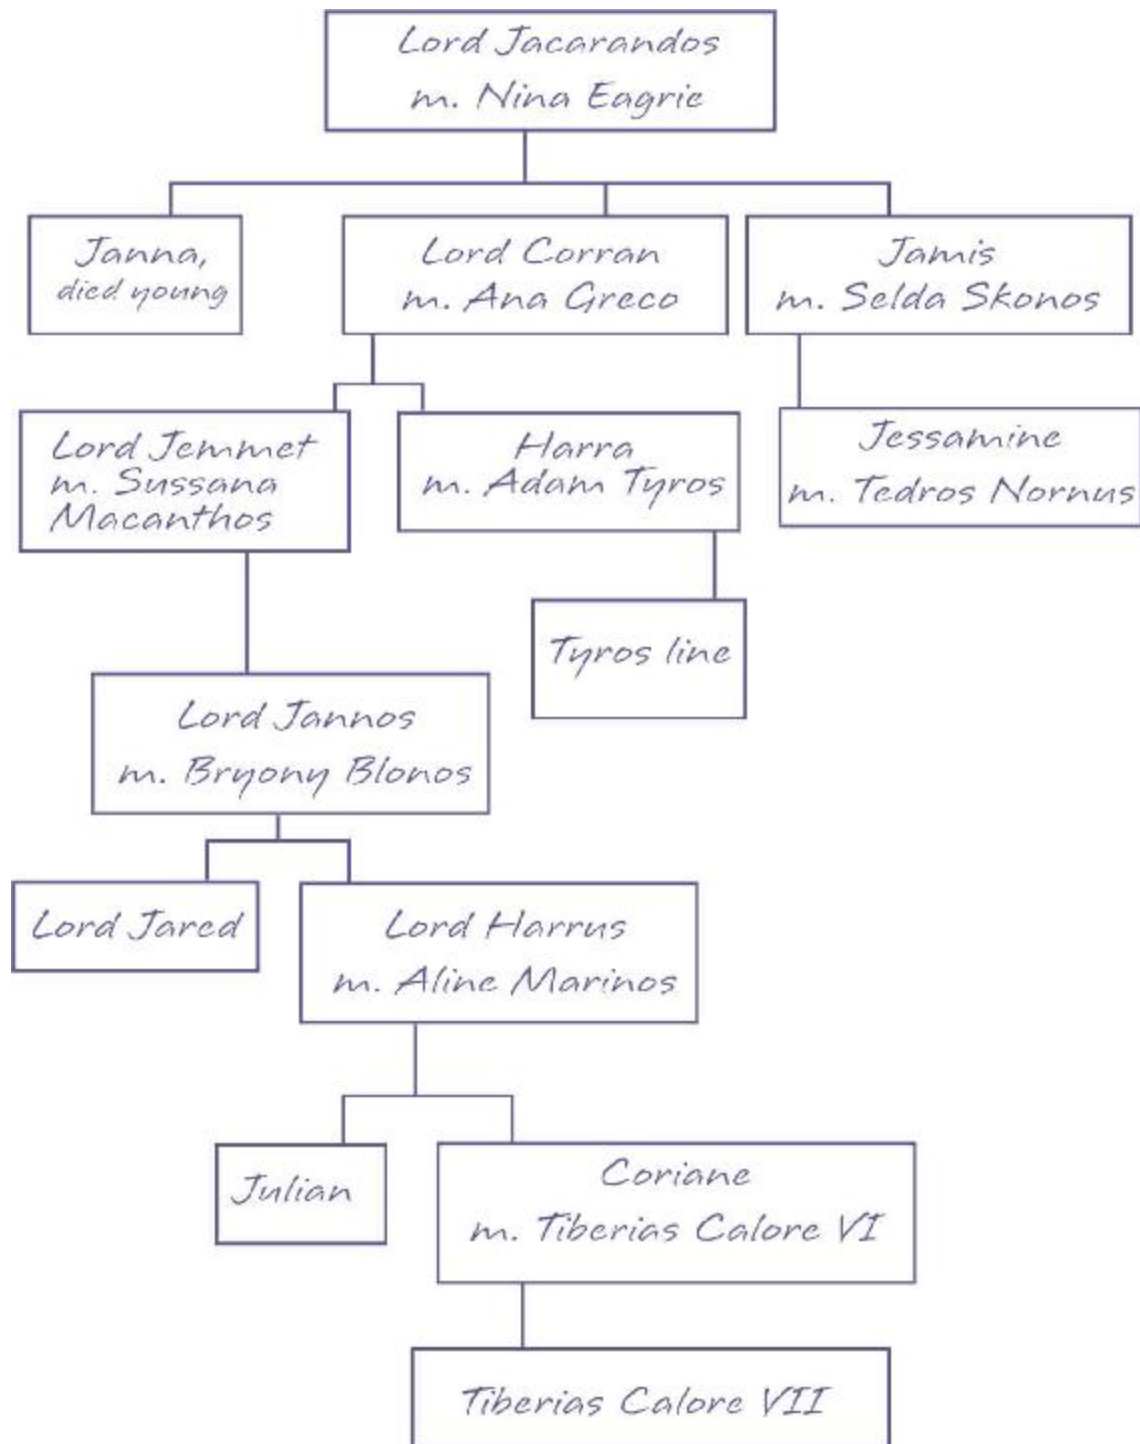 Lord Jacarandos
m. Nina Eagrie
Janna,
died young
Lord Corran
m. Ana Greco
Jamis
m. Selda Skonos
Lord Jemmet
m. Sussana
Macanthos
Harra
m. Adam Tyros
Jessamine
m. Tedros Nornus
Tyros line
Lord Jannos
m. Bryony Blonos
Lord Jared
Lord Harrus
m. Aline Marinos
Julian
Coriane
m. Tiberias Calore VI
Tiberias Calore VII